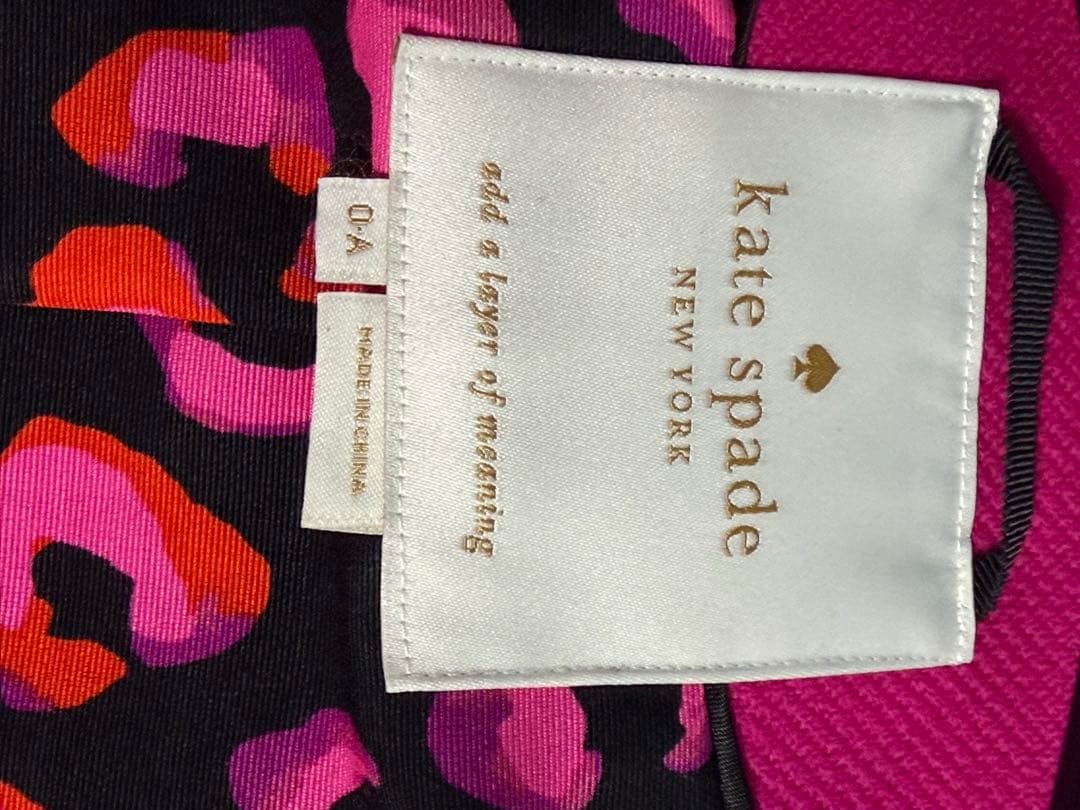 kate spade
NEW YORK
add a layer of meaning
0-A
MADE IN CHINA